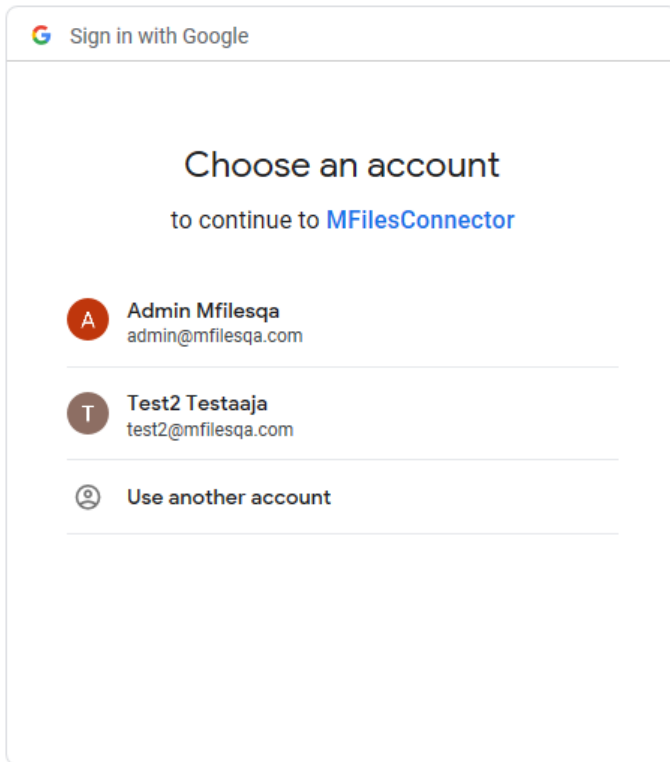 Sign in with Google
Choose an account
to continue to MFilesConnector
A
Admin Mfilesqa
admin@mfilesqa.com
T
Test2 Testaaja
test2@mfilesqa.com
Use another account